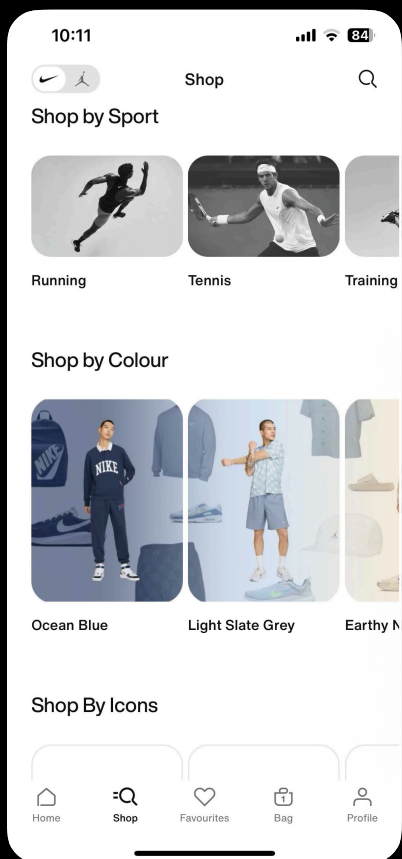 10:11
84
Shop
Shop by Sport
Running
Tennis
Training
Shop by Colour
NIKE
NIKE
Ocean Blue
Light Slate Grey
Earthy N
Shop By Icons
1
Home
Shop
Favourites
Bag
Profile